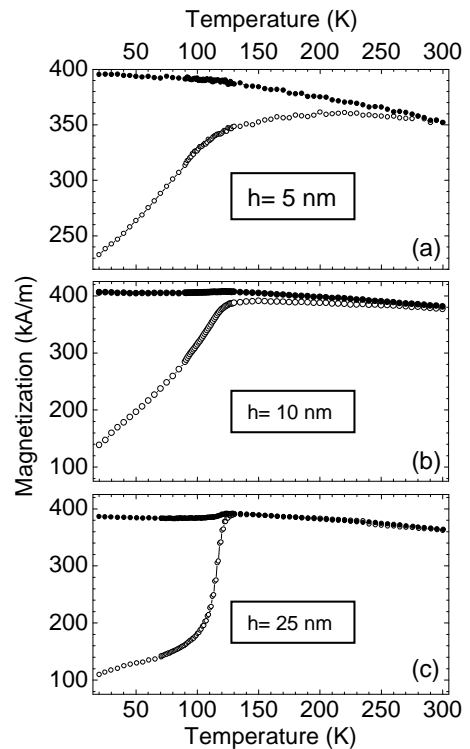 Temperature (K)
50 100 150 200 250 300
400
350
300
250
h= 5 nm
(a)
400
300
200
100
h= 10 nm
(b)
400
300
200
100
h= 25 nm
(c)
Magnetization (kA/m)
50 100 150 200 250 300
Temperature (K)